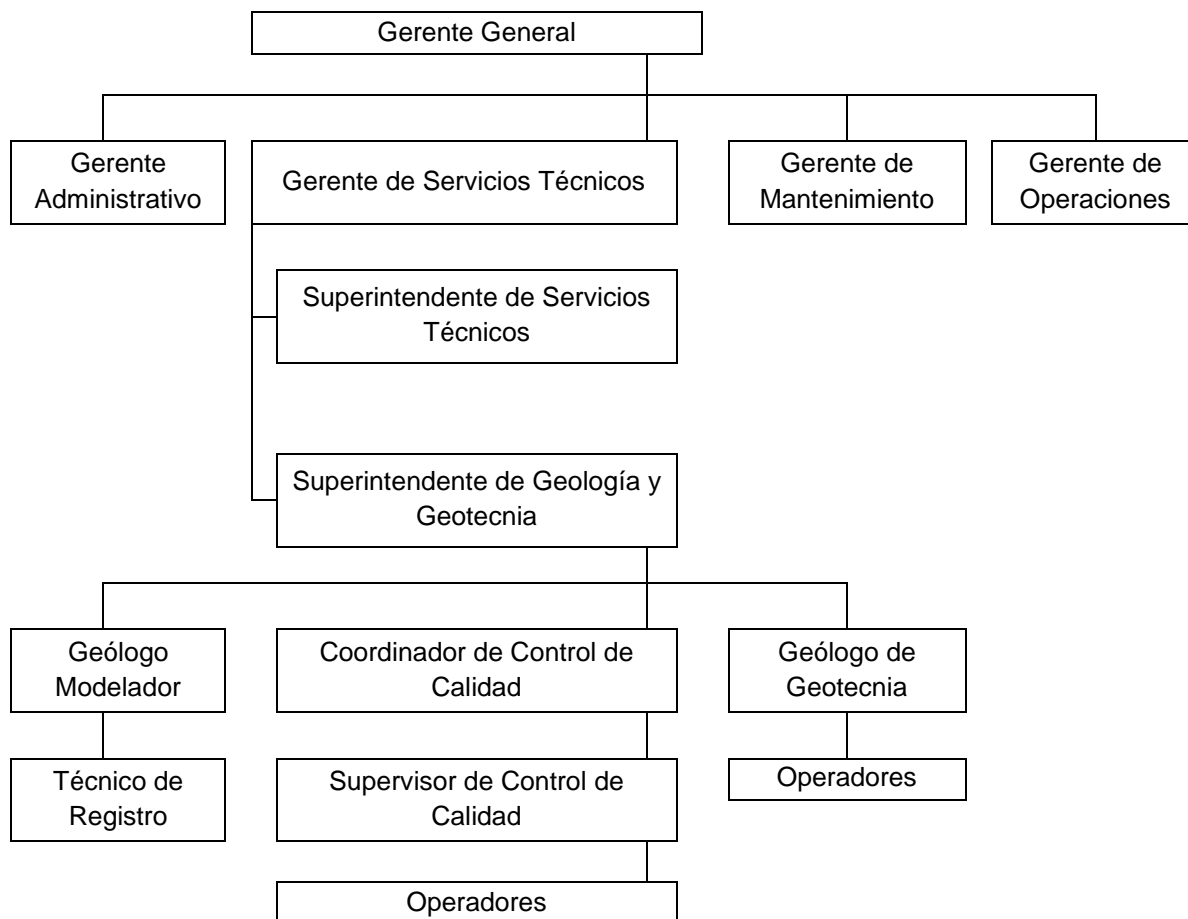 Gerente General
Gerente
Administrativo
Gerente de Servicios Técnicos
Gerente de
Mantenimiento
Gerente de
Operaciones
Superintendente de Servicios
Técnicos
Superintendente de Geología y
Geotecnia
Geólogo
Modelador
Coordinador de Control de
Calidad
Geólogo de
Geotecnia
Técnico de
Registro
Supervisor de Control de
Calidad
Operadores
Operadores